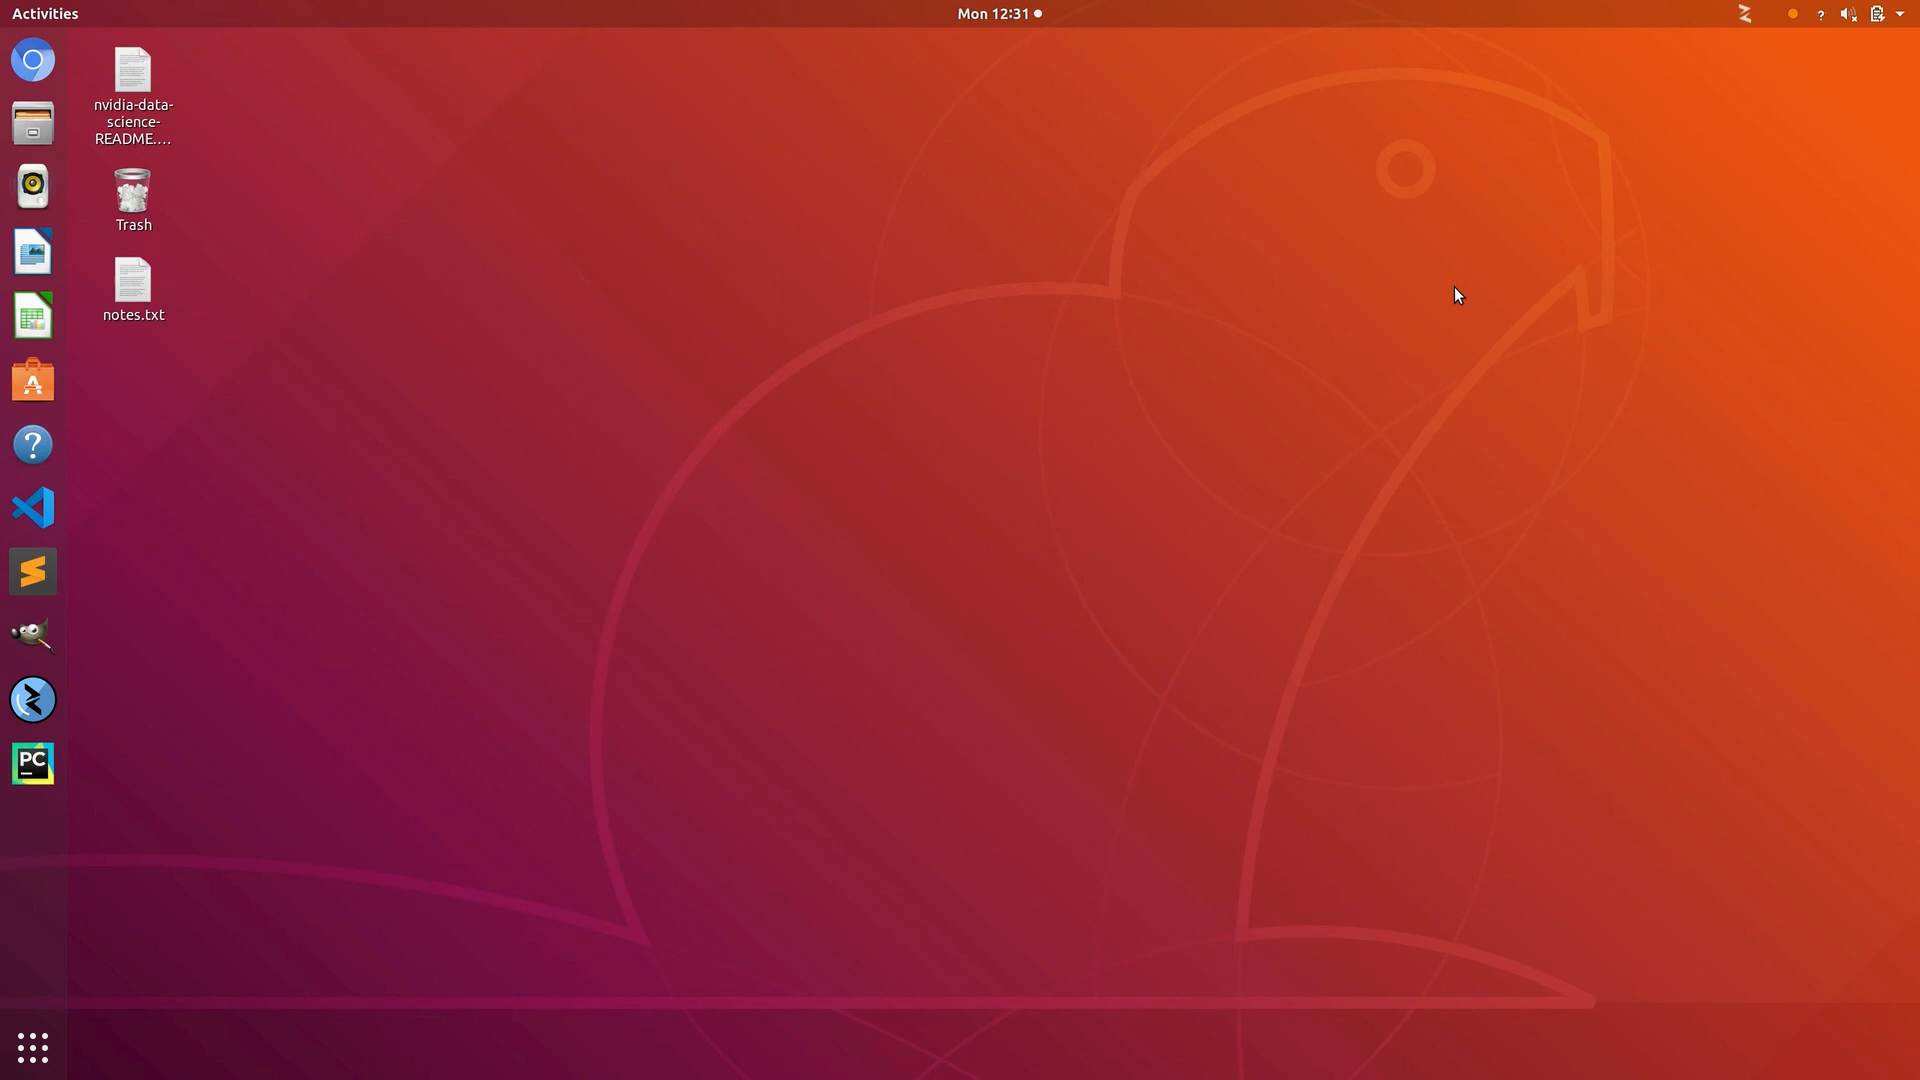 Activities
Mon 12:31
nvidia-data-
science-
README....
Trash
notes.txt
PC